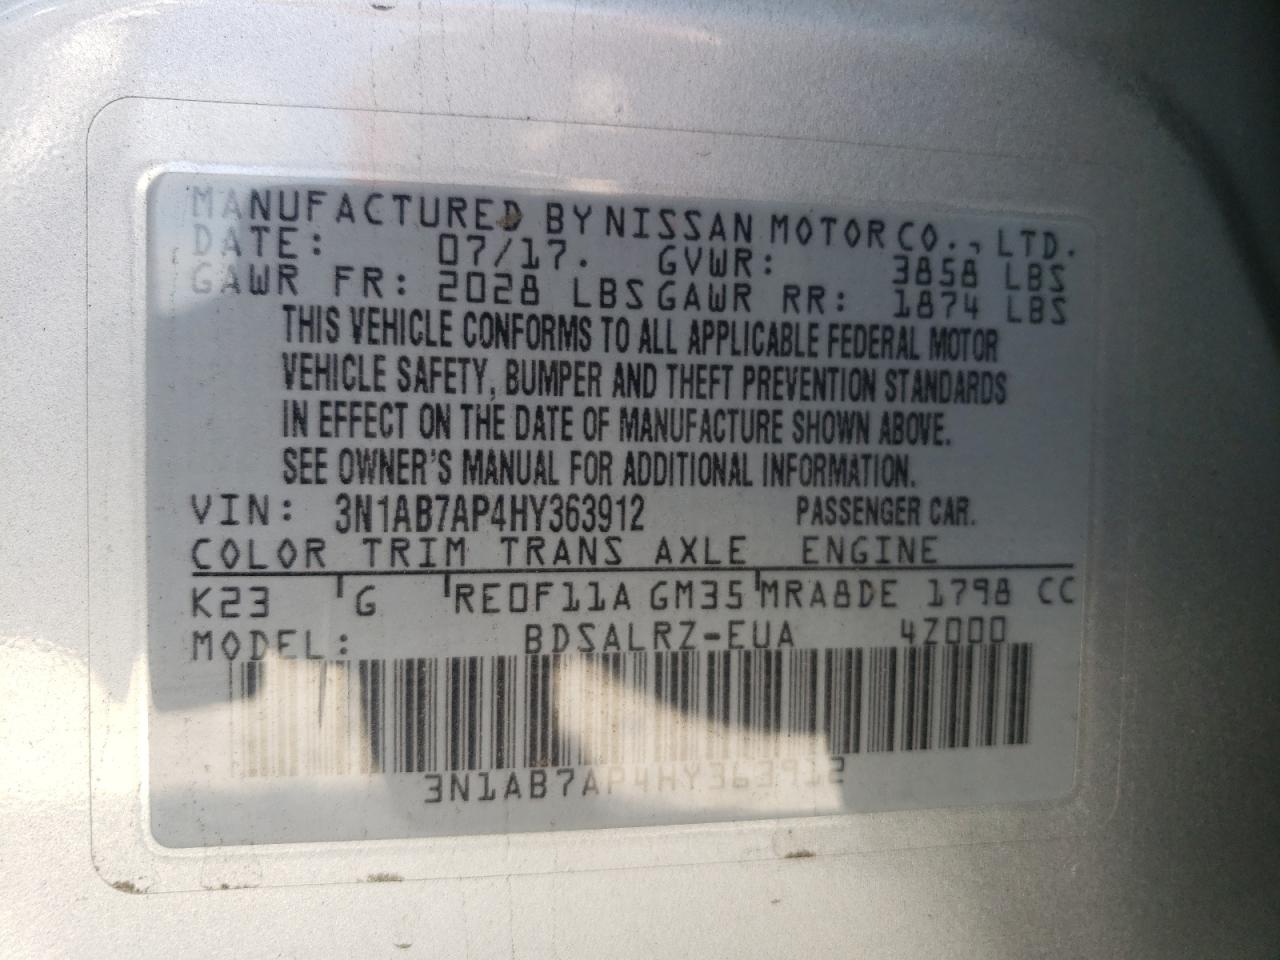 MANUFACTURED BY NISSAN MOTOR CO., LTD.
DATE: 07/17. GVWR: 3858 LBS
GAWR FR: 2028 LBS GAWR RR: 1874 LBS
THIS VEHICLE CONFORMS TO ALL APPLICABLE FEDERAL MOTOR
VEHICLE SAFETY, BUMPER AND THEFT PREVENTION STANDARDS
IN EFFECT ON THE DATE OF MANUFACTURE SHOWN ABOVE.
SEE OWNER'S MANUAL FOR ADDITIONAL INFORMATION.
VIN: 3N1AB7AP4HY363912 PASSENGER CAR.
COLOR TRIM TRANS AXLE ENGINE
K23 G RE0F11A GM35 MRA8DE 1798 CC
MODEL: BDSALRZ-EUA 4Z000
3N1AB7AP4HY363912